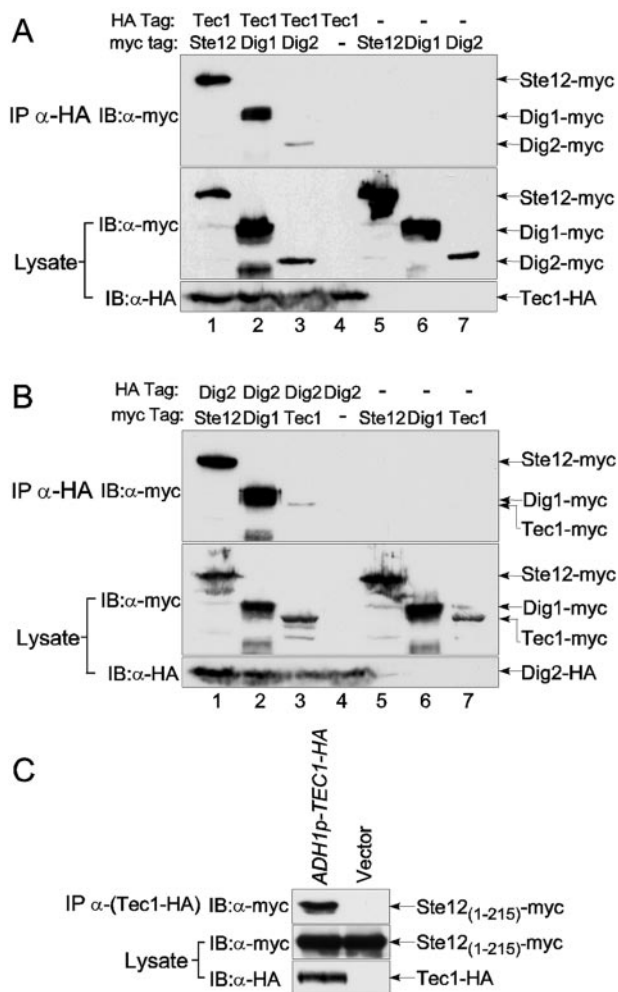 A
HA Tag: Tec1 Tec1 Tec1 Tec1 - - -
myc tag: Ste12 Dig1 Dig2 - Ste12 Dig1 Dig2
IP α-HA IB:α-myc
Ste12-myc
Dig1-myc
Dig2-myc
Lysate
IB:α-myc
Ste12-myc
Dig1-myc
Dig2-myc
IB:α-HA Tec1-HA
1 2 3 4 5 6 7
B
HA Tag: Dig2 Dig2 Dig2 Dig2 - - -
myc Tag: Ste12 Dig1 Tec1 - Ste12 Dig1 Tec1
IP α-HA IB:α-myc
Ste12-myc
Dig1-myc
Tec1-myc
Lysate
IB:α-myc
Ste12-myc
Dig1-myc
Tec1-myc
IB:α-HA Dig2-HA
1 2 3 4 5 6 7
C
ADH1p-TEC1-HA
Vector
IP α-(Tec1-HA) IB:α-myc Ste12(1-215)-myc
Lysate
IB:α-myc Ste12(1-215)-myc
IB:α-HA Tec1-HA